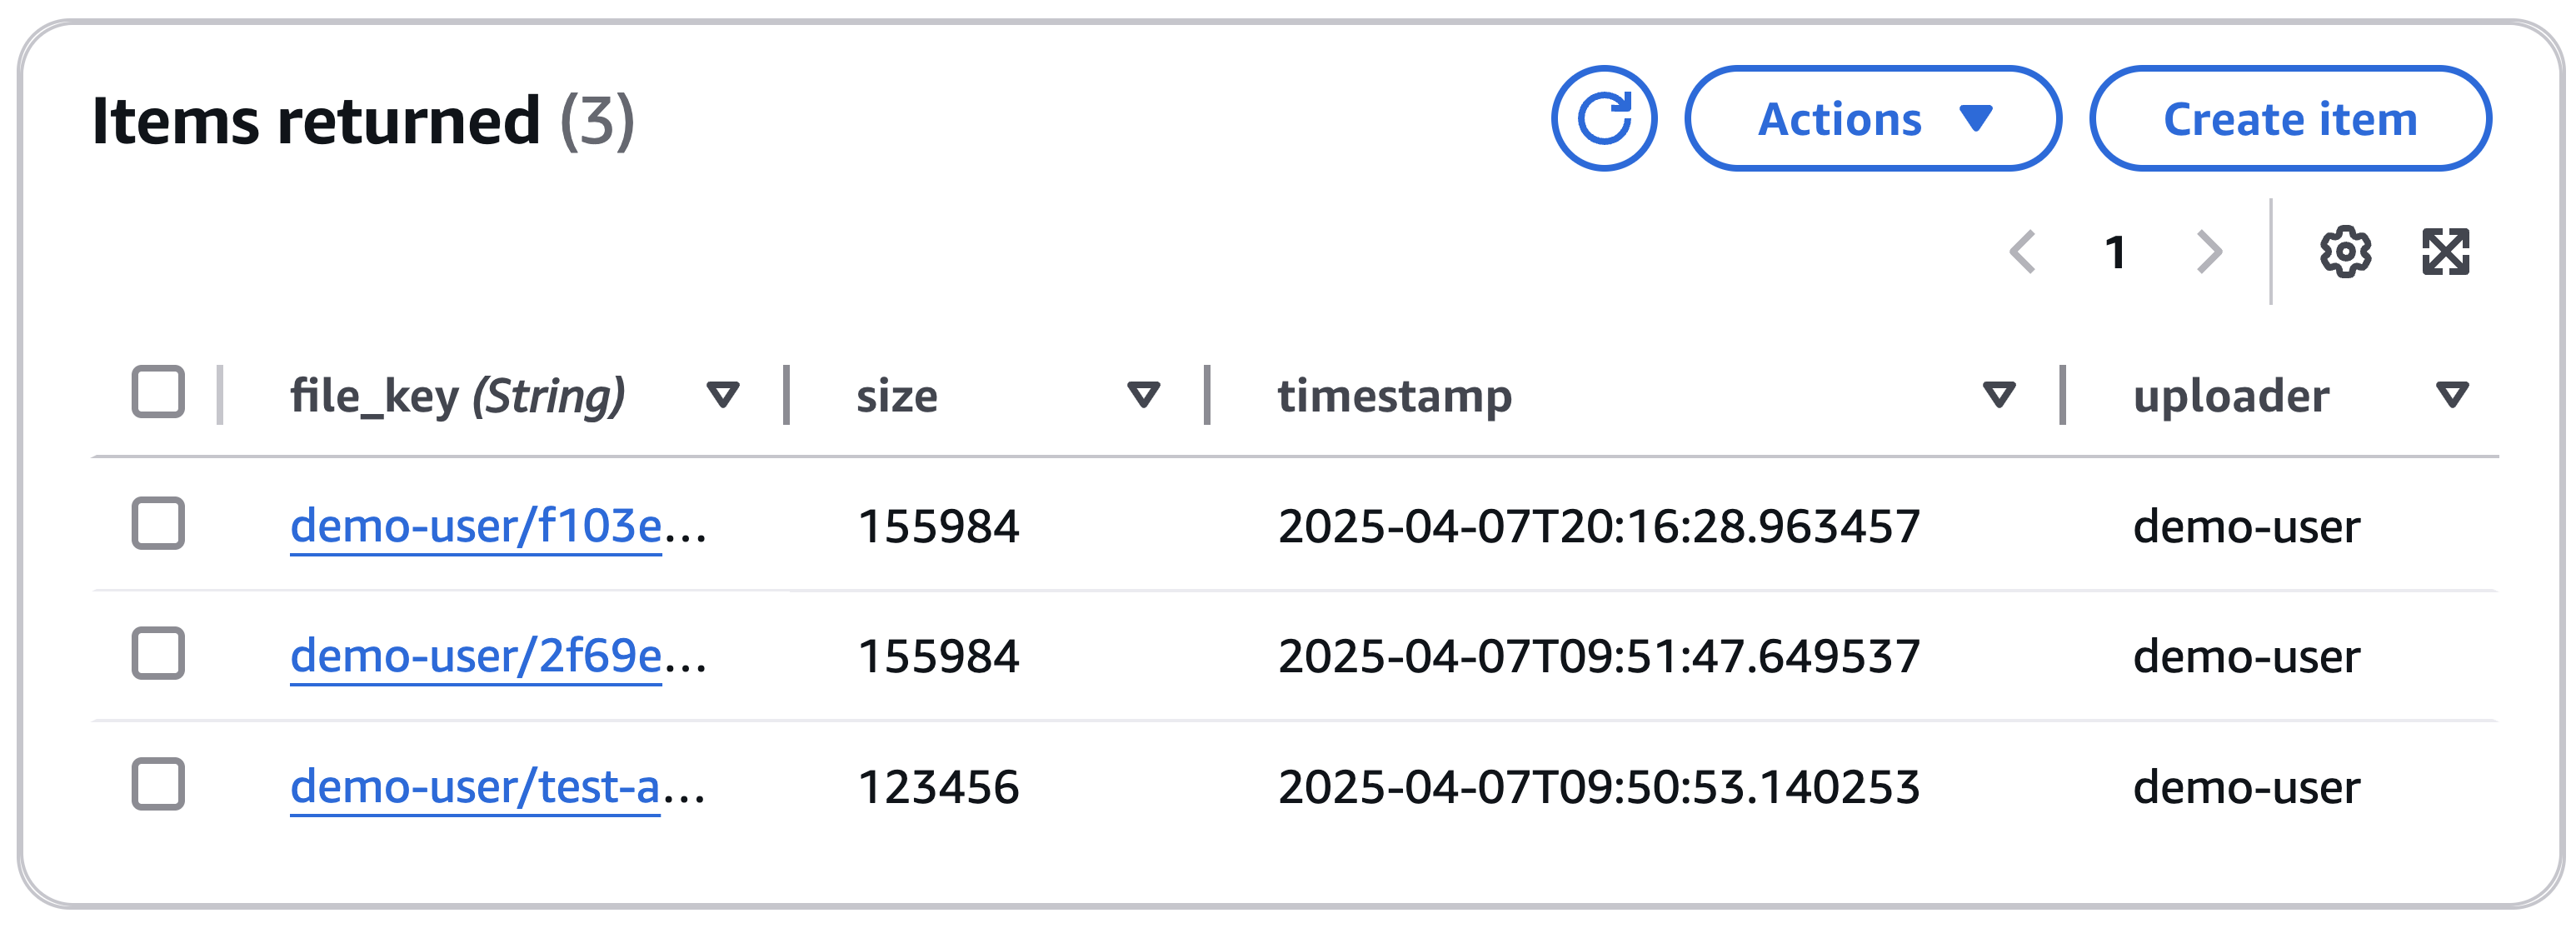 Items returned (3)
Actions
Create item
1
file_key (String) size timestamp uploader
demo-user/f103e... 155984 2025-04-07T20:16:28.963457 demo-user
demo-user/2f69e... 155984 2025-04-07T09:51:47.649537 demo-user
demo-user/test-a... 123456 2025-04-07T09:50:53.140253 demo-user